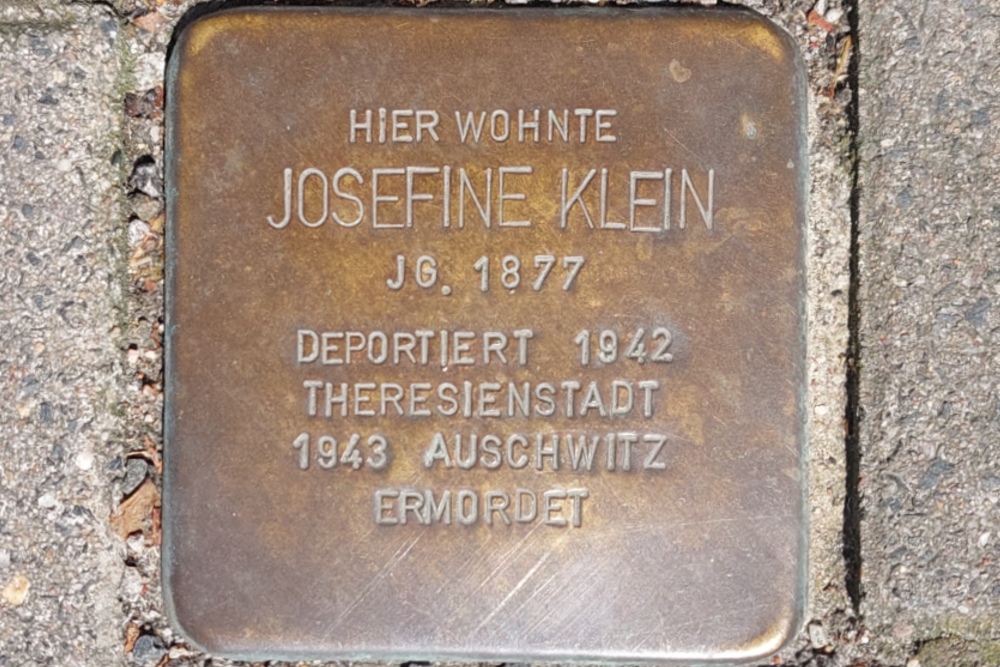 HIER WOHNTE
JOSEFINE KLEIN
JG. 1877
DEPORTIERT 1942
THERESIENSTADT
1943 AUSCHWITZ
ERMORDET